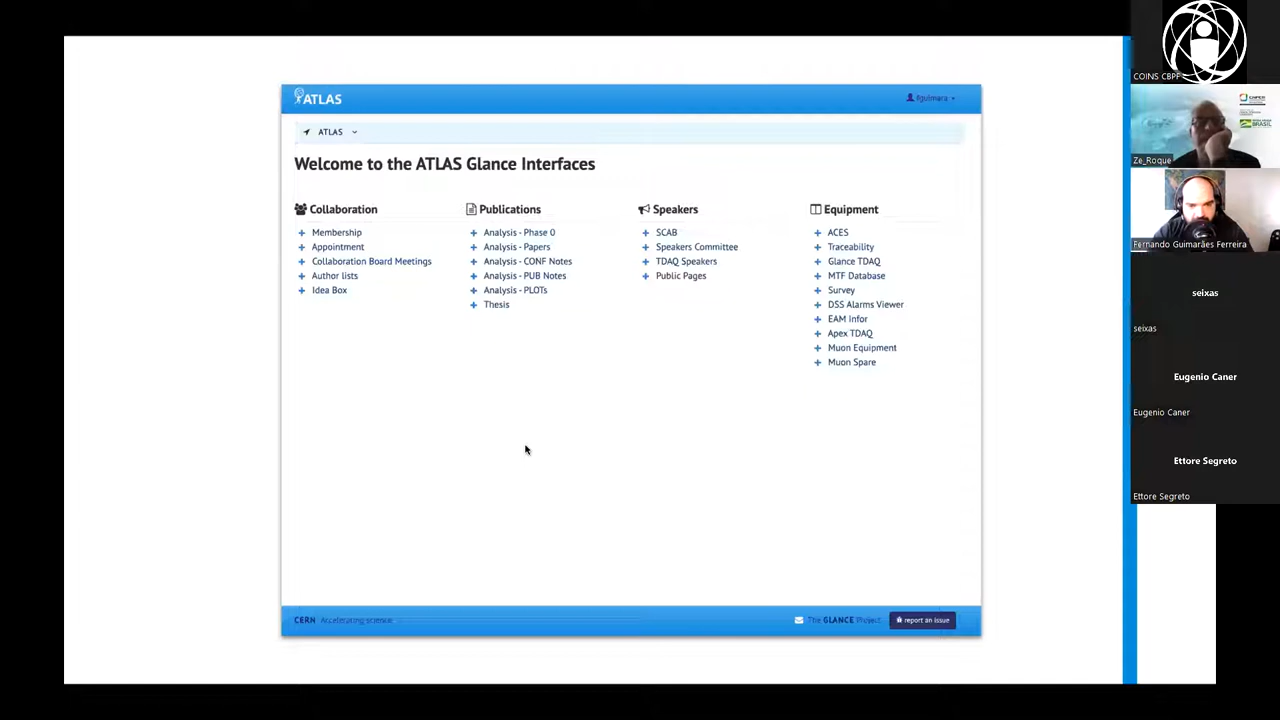 ATLAS
fguimara
ATLAS
Welcome to the ATLAS Glance Interfaces
Collaboration
Membership
Appointment
Collaboration Board Meetings
Author lists
Idea Box
Publications
Analysis - Phase 0
Analysis - Papers
Analysis - CONF Notes
Analysis - PUB Notes
Analysis - PLOTs
Thesis
Speakers
SCAB
Speakers Committee
TDAQ Speakers
Public Pages
Equipment
ACES
Traceability
Glance TDAQ
MTF Database
Survey
DSS Alarms Viewer
EAM Infor
Apex TDAQ
Muon Equipment
Muon Spare
CERN Accelerating science
The GLANCE Project
report an issue
COINS CBPF
BRASIL
Ze_Roque
Fernando Guimarães Ferreira
seixas
seixas
Eugenio Caner
Eugenio Caner
Ettore Segreto
Ettore Segreto